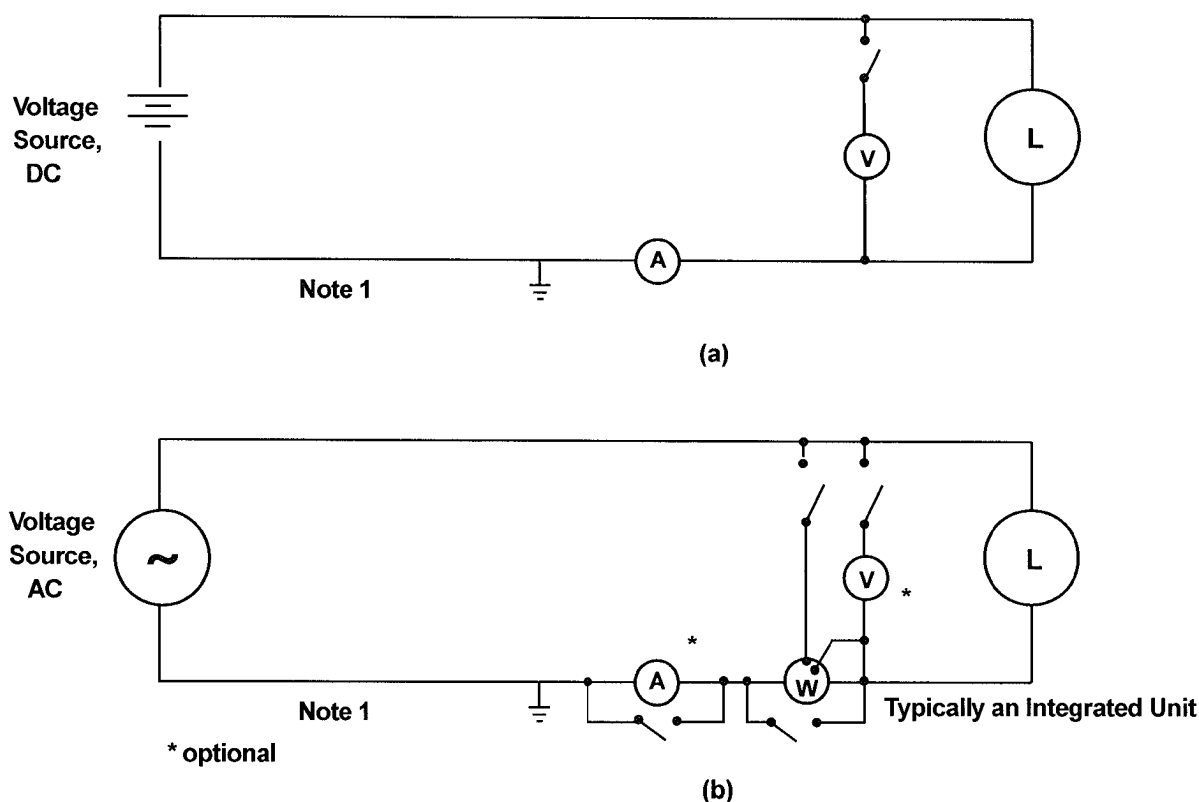 (a)
Voltage
Source,
DC
V
L
A
Note 1
(a)
Voltage
Source,
AC
~
V
*
L
*
A
W
Note 1
Typically an Integrated Unit
* optional
(b)